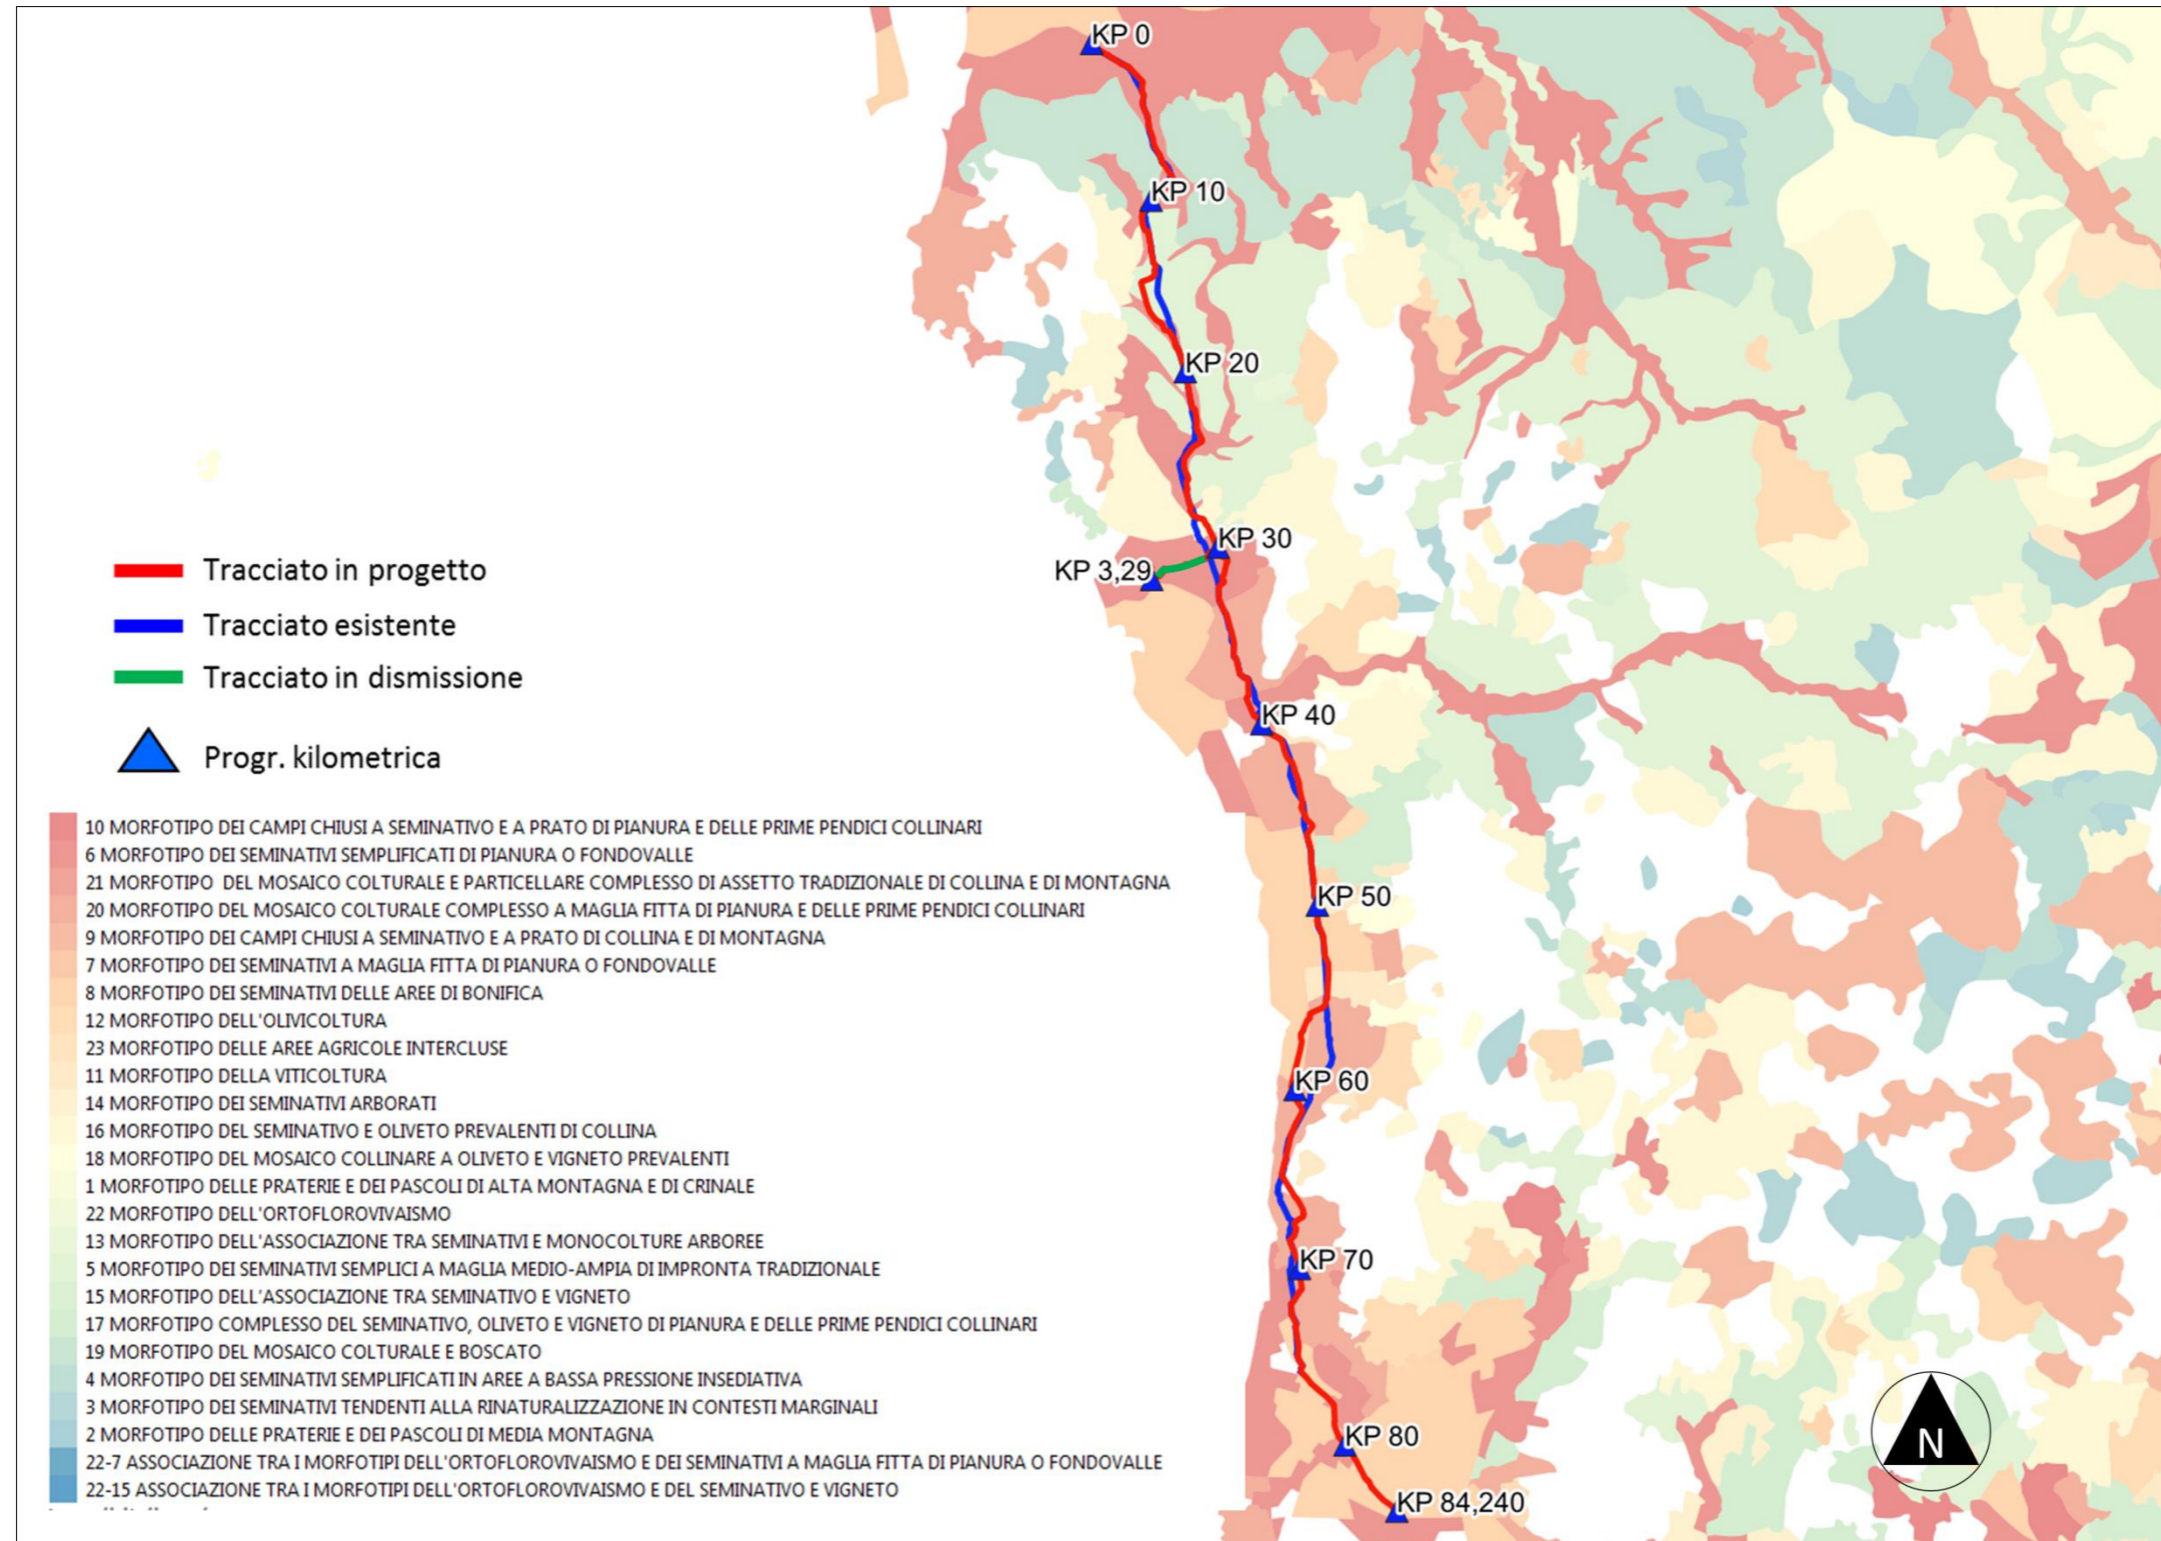 KP 0
KP 10
KP 20
KP 30
KP 3,29
KP 40
KP 50
KP 60
KP 70
KP 80
KP 84,240
Tracciato in progetto
Tracciato esistente
Tracciato in dismissione
Progr. kilometrica
10 MORFOTIPO DEI CAMPI CHIUSI A SEMINATIVO E A PRATO DI PIANURA E DELLE PRIME PENDICI COLLINARI
6 MORFOTIPO DEI SEMINATIVI SEMPLIFICATI DI PIANURA O FONDOVALLE
21 MORFOTIPO DEL MOSAICO COLTURALE E PARTICELLARE COMPLESSO DI ASSETTO TRADIZIONALE DI COLLINA E DI MONTAGNA
20 MORFOTIPO DEL MOSAICO COLTURALE COMPLESSO A MAGLIA FITTA DI PIANURA E DELLE PRIME PENDICI COLLINARI
9 MORFOTIPO DEI CAMPI CHIUSI A SEMINATIVO E A PRATO DI COLLINA E DI MONTAGNA
7 MORFOTIPO DEI SEMINATIVI A MAGLIA FITTA DI PIANURA O FONDOVALLE
8 MORFOTIPO DEI SEMINATIVI DELLE AREE DI BONIFICA
12 MORFOTIPO DELL'OLIVICOLTURA
23 MORFOTIPO DELLE AREE AGRICOLE INTERCLUSE
11 MORFOTIPO DELLA VITICOLTURA
14 MORFOTIPO DEI SEMINATIVI ARBORATI
16 MORFOTIPO DEL SEMINATIVO E OLIVETO PREVALENTI DI COLLINA
18 MORFOTIPO DEL MOSAICO COLLINARE A OLIVETO E VIGNETO PREVALENTI
1 MORFOTIPO DELLE PRATERIE E DEI PASCOLI DI ALTA MONTAGNA E DI CRINALE
22 MORFOTIPO DELL'ORTOFLOROVIVAISMO
13 MORFOTIPO DELL'ASSOCIAZIONE TRA SEMINATIVI E MONOCOLTURE ARBOREE
5 MORFOTIPO DEI SEMINATIVI SEMPLICI A MAGLIA MEDIO-AMPIA DI IMPRONTA TRADIZIONALE
15 MORFOTIPO DELL'ASSOCIAZIONE TRA SEMINATIVO E VIGNETO
17 MORFOTIPO COMPLESSO DEL SEMINATIVO, OLIVETO E VIGNETO DI PIANURA E DELLE PRIME PENDICI COLLINARI
19 MORFOTIPO DEL MOSAICO COLTURALE E BOSCATO
4 MORFOTIPO DEI SEMINATIVI SEMPLIFICATI IN AREE A BASSA PRESSIONE INSEDIATIVA
3 MORFOTIPO DEI SEMINATIVI TENDENTI ALLA RINATURALIZZAZIONE IN CONTESTI MARGINALI
2 MORFOTIPO DELLE PRATERIE E DEI PASCOLI DI MEDIA MONTAGNA
22-7 ASSOCIAZIONE TRA I MORFOTIPI DELL'ORTOFLOROVIVAISMO E DEI SEMINATIVI A MAGLIA FITTA DI PIANURA O FONDOVALLE
22-15 ASSOCIAZIONE TRA I MORFOTIPI DELL'ORTOFLOROVIVAISMO E DEL SEMINATIVO E VIGNETO
N